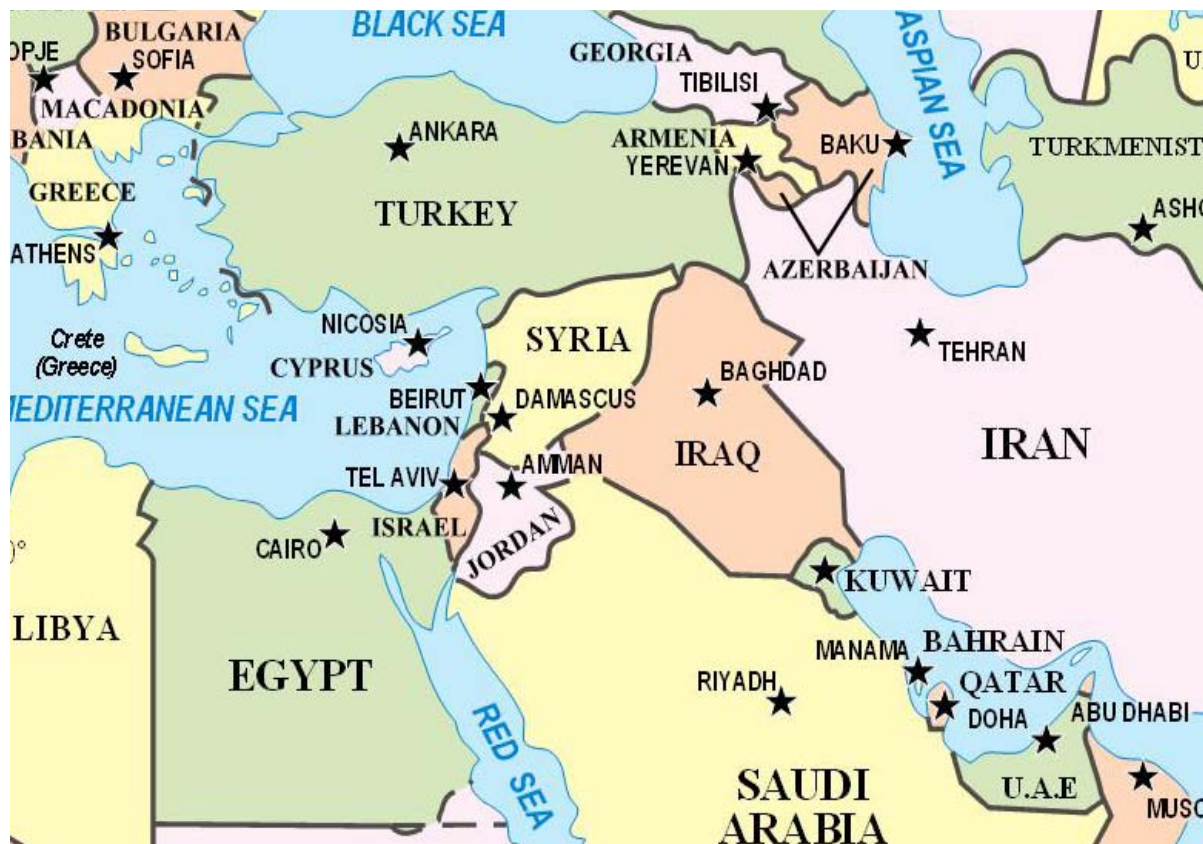 BLACK SEA
BULGARIA
SOFIA
OPJE
MACADONIA
BANIA
GREECE
ATHENS
Crete
(Greece)
MEDITERRANEAN SEA
ANKARA
TURKEY
GEORGIA
TIBILISI
ARMENIA
YEREVAN
BAKU
AZERBAIJAN
ASPIAN SEA
U.
TURKMENIST
ASHG
NICOSIA
CYPRUS
SYRIA
BEIRUT
DAMASCUS
LEBANON
BAGHDAD
IRAQ
TEHRAN
IRAN
TEL AVIV
AMMAN
ISRAEL
JORDAN
CAIRO
)°
LIBYA
EGYPT
RED SEA
KUWAIT
MANAMA
BAHRAIN
RIYADH
QATAR
DOHA
ABU DHABI
U.A.E
SAUDI
ARABIA
MUSC